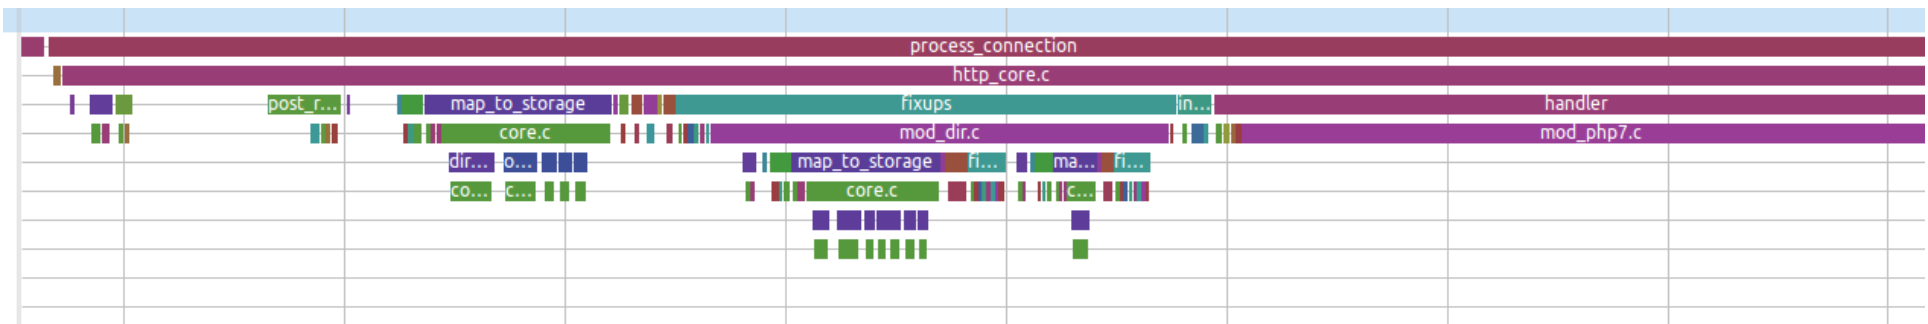 process_connection
http_core.c
post_r... map_to_storage fixups in... handler
core.c mod_dir.c mod_php7.c
dir... o... map_to_storage fi... ma... fi...
co... c... core.c c...